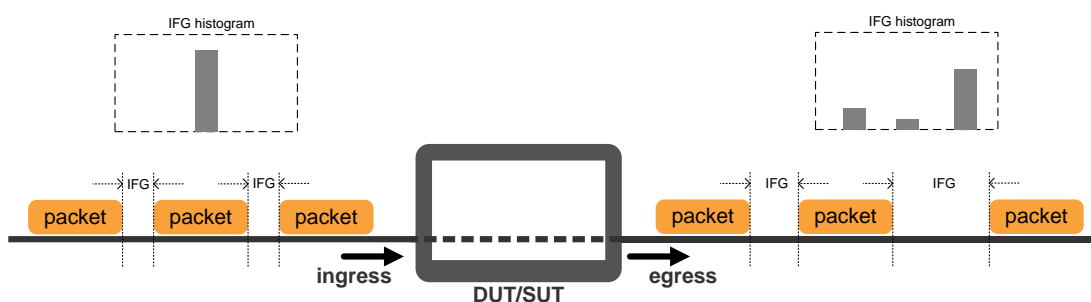 IFG histogram
IFG histogram
IFG
IFG
IFG
IFG
packet
packet
packet
packet
packet
packet
ingress
egress
DUT/SUT